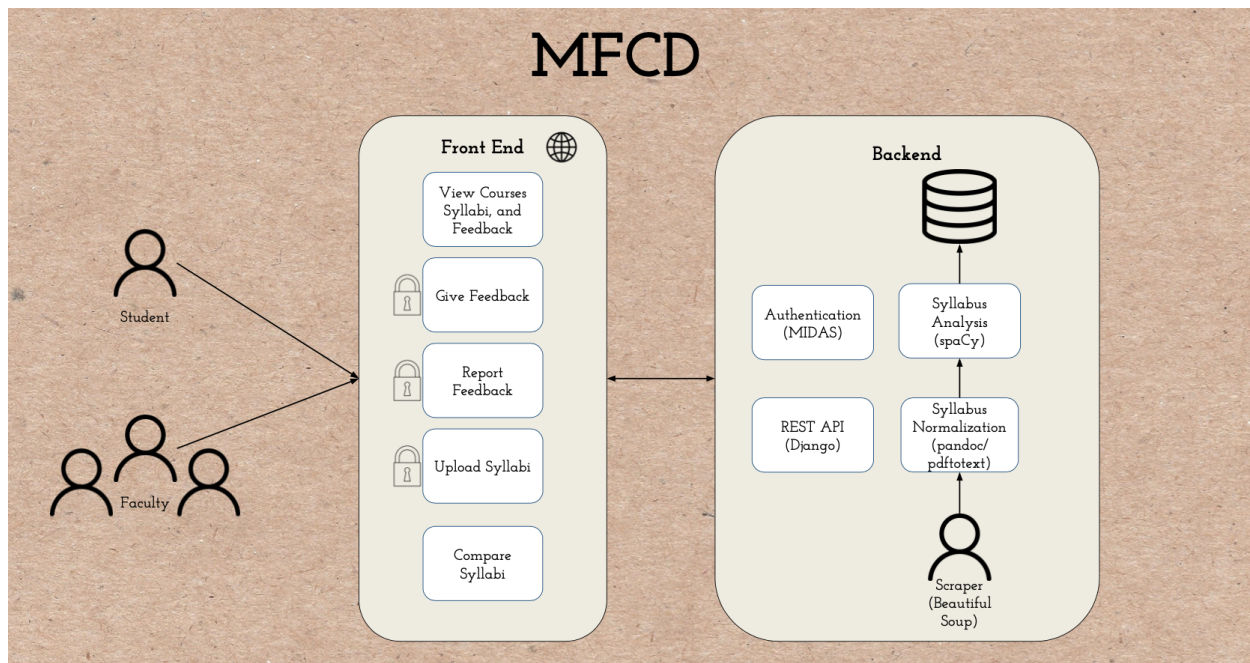 MFCD
Front End
View Courses
Syllabi, and
Feedback
Give Feedback
Report
Feedback
Upload Syllabi
Compare
Syllabi
Student
Faculty
Backend
Authentication
(MIDAS)
Syllabus
Analysis
(spaCy)
REST API
(Django)
Syllabus
Normalization
(pandoc/
pdftotext)
Scraper
(Beautiful
Soup)